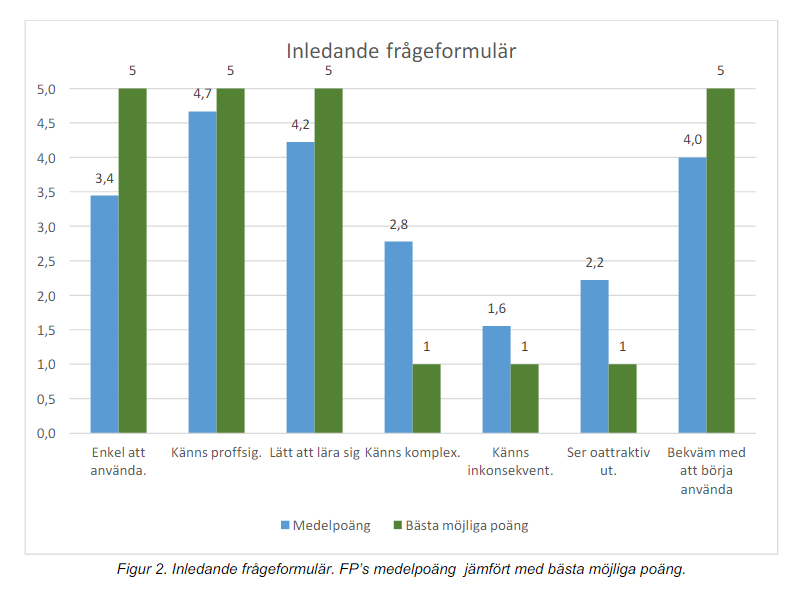 Inledande frågeformulär
5,0
4,5
4,0
3,5
3,0
2,5
2,0
1,5
1,0
0,5
0,0
3,4
5
4,7
5
4,2
5
2,8
1
1,6
1
2,2
1
4,0
5
Enkel att
använda.
Känns proffsig.
Lätt att lära sig
Känns komplex.
Känns
inkonsekvent.
Ser oattraktiv
ut.
Bekväm med
att börja
använda
Medelpoäng
Bästa möjliga poäng
Figur 2. Inledande frågeformulär. FP's medelpoäng jämfört med bästa möjliga poäng.